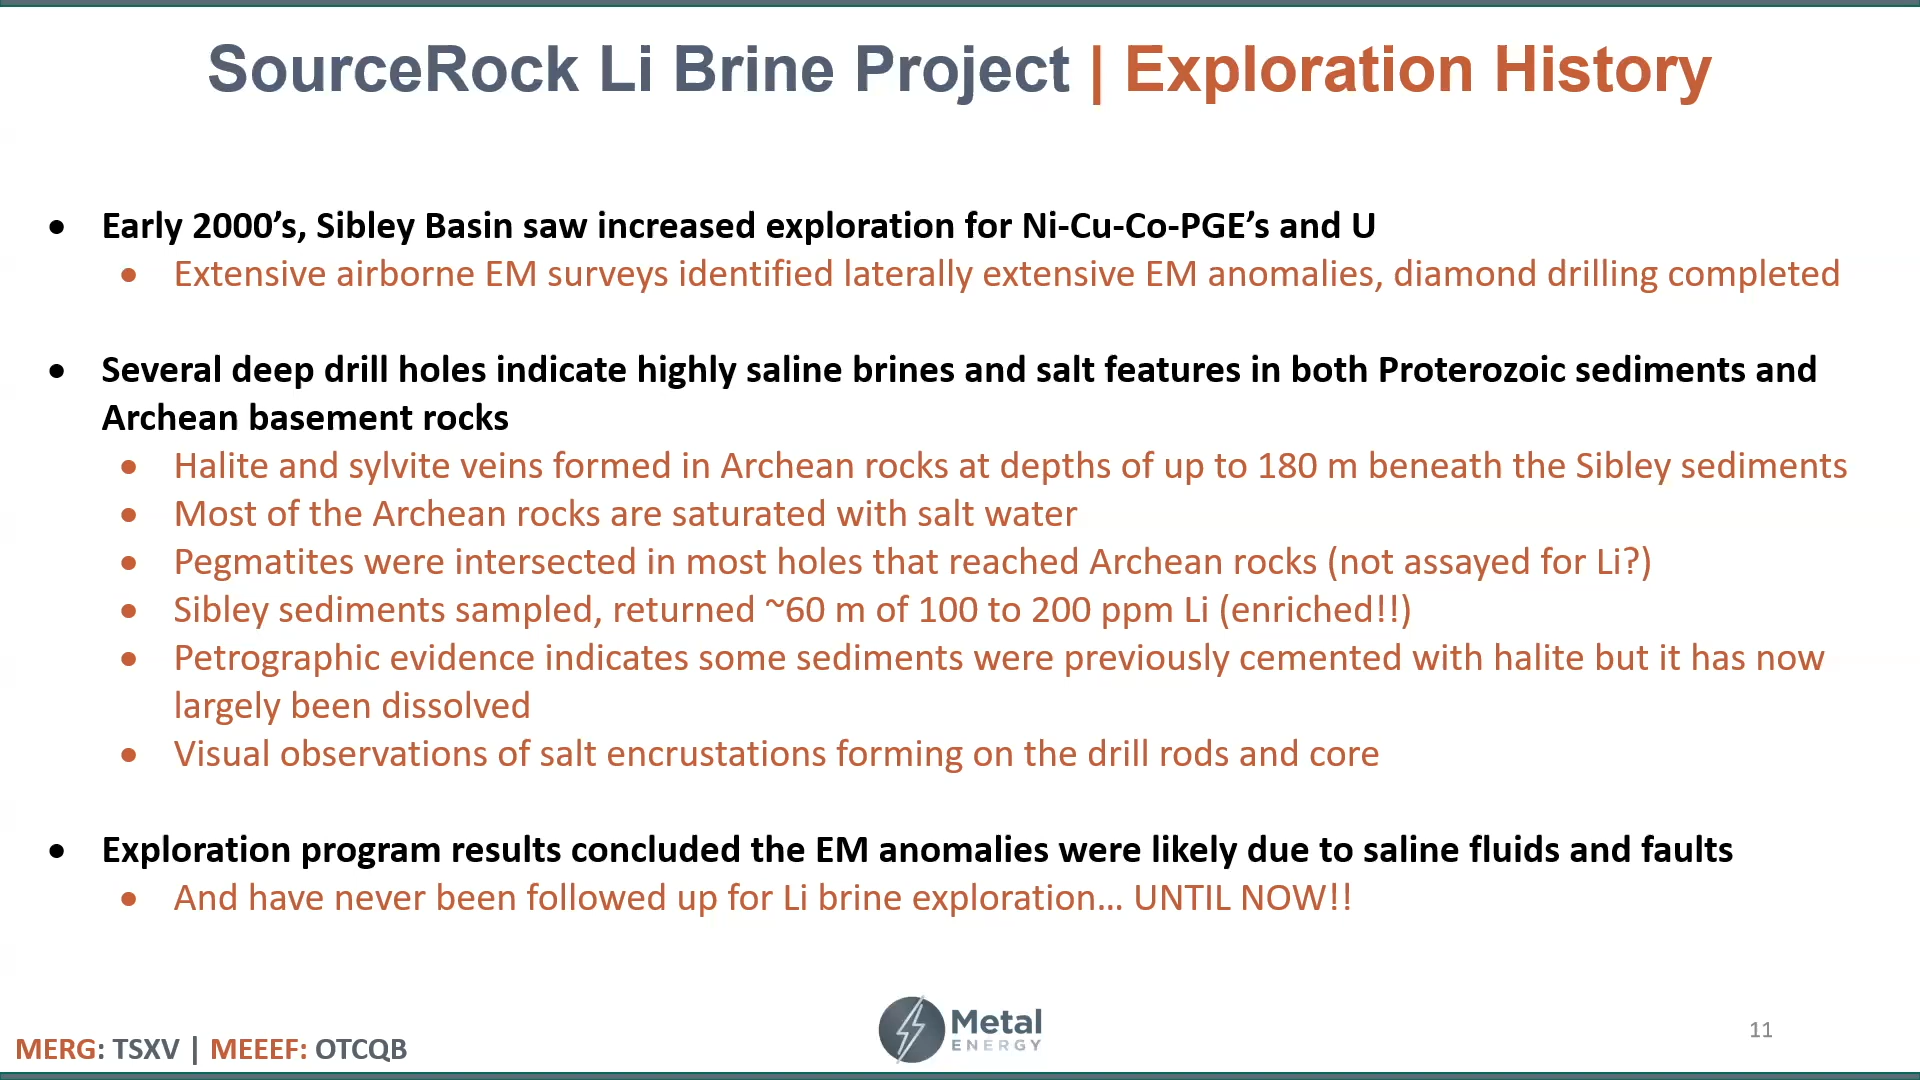 SourceRock Li Brine Project | Exploration History
• Early 2000’s, Sibley Basin saw increased exploration for Ni-Cu-Co-PGE’s and U
• Extensive airborne EM surveys identified laterally extensive EM anomalies, diamond drilling completed
• Several deep drill holes indicate highly saline brines and salt features in both Proterozoic sediments and
Archean basement rocks
• Halite and sylvite veins formed in Archean rocks at depths of up to 180 m beneath the Sibley sediments
• Most of the Archean rocks are saturated with salt water
• Pegmatites were intersected in most holes that reached Archean rocks (not assayed for Li?)
• Sibley sediments sampled, returned ~60 m of 100 to 200 ppm Li (enriched!!)
• Petrographic evidence indicates some sediments were previously cemented with halite but it has now
largely been dissolved
• Visual observations of salt encrustations forming on the drill rods and core
• Exploration program results concluded the EM anomalies were likely due to saline fluids and faults
• And have never been followed up for Li brine exploration… UNTIL NOW!!
Metal
ENERGY
11
MERG: TSXV | MEEEF: OTCQB